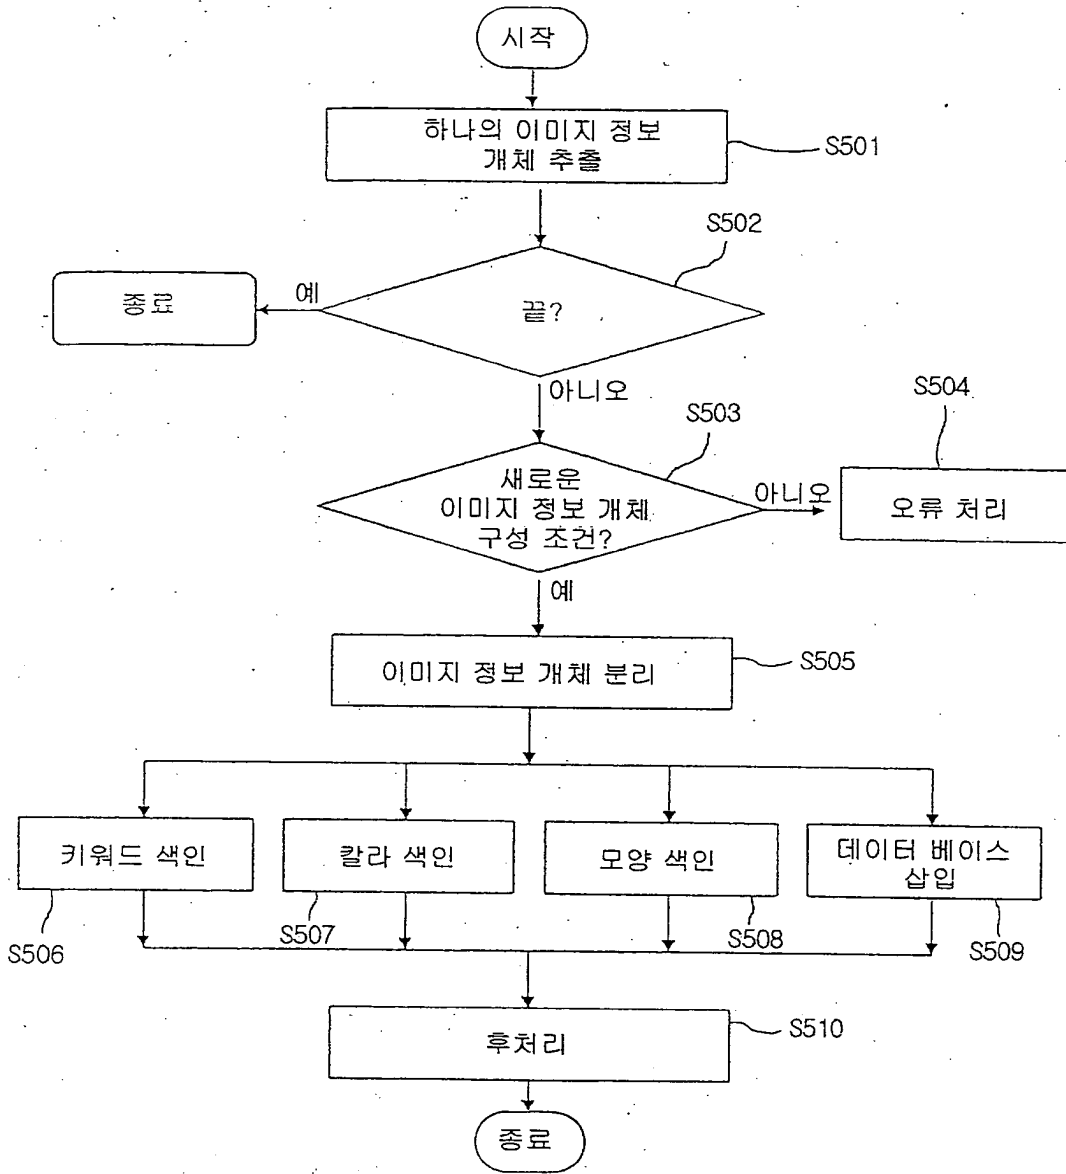 시작
하나의 이미지 정보
개체 추출
S501
S502
끝?
예
종료
아니오
S503
S504
새로운
이미지 정보 개체
구성 조건?
아니오
오류 처리
예
이미지 정보 개체 분리
S505
키워드 색인
칼라 색인
모양 색인
데이터 베이스
삽입
S506
S507
S508
S509
후처리
S510
종료